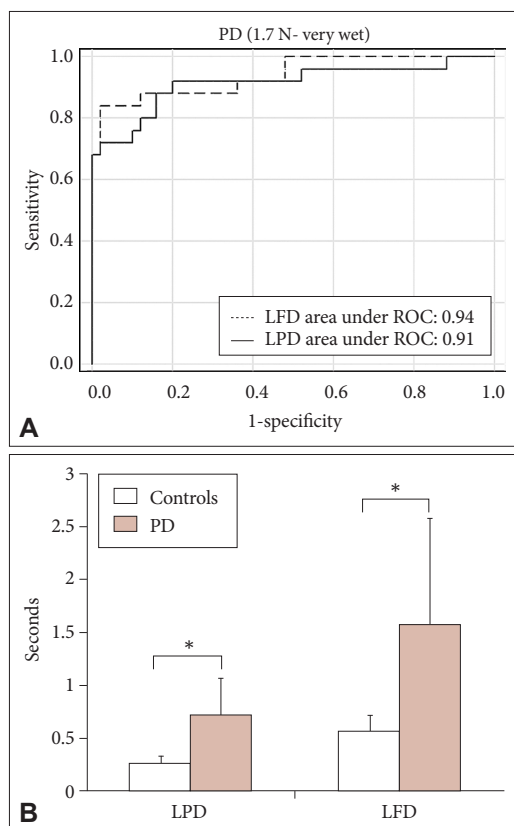 PD (1.7 N- very wet)
1.0
0.8
0.6
0.4
0.2
0.0
Sensitivity
LFD area under ROC: 0.94
LPD area under ROC: 0.91
0.0 0.2 0.4 0.6 0.8 1.0
1-specificity
A
3
2.5
2
1.5
1
0.5
0
Seconds
Controls
PD
*
*
LPD LFD
B